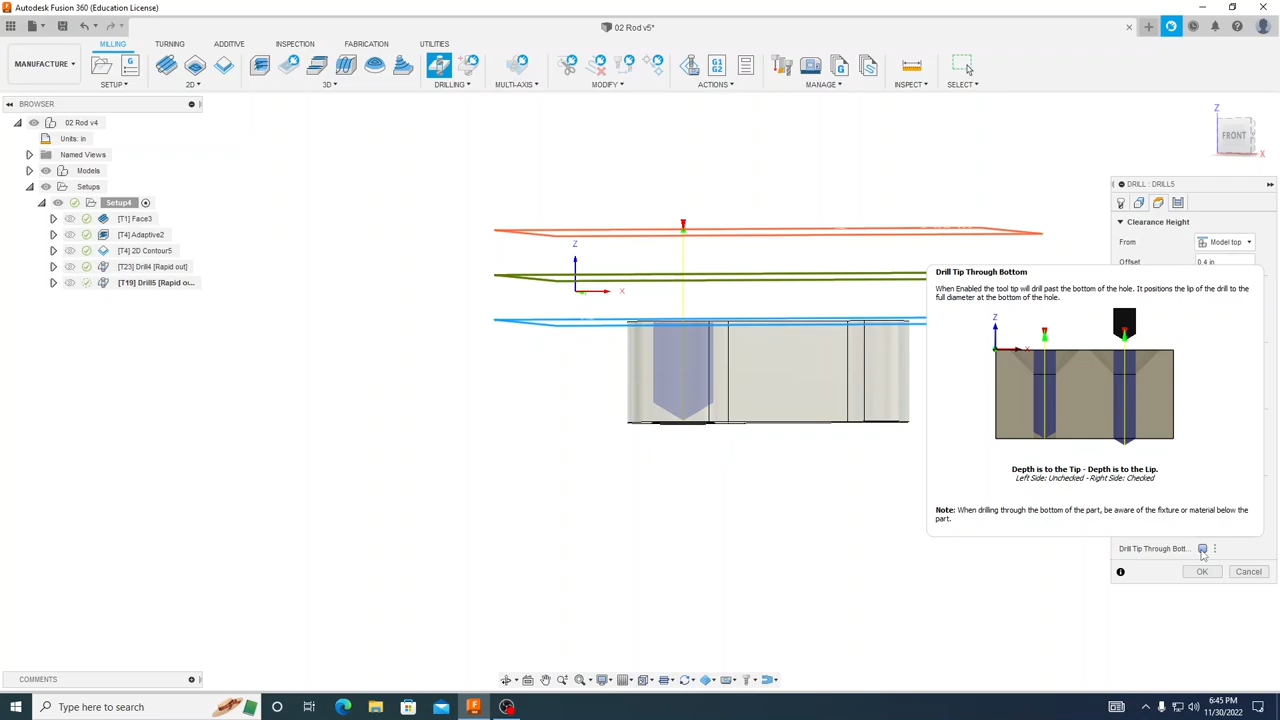 Autodesk Fusion 360 (Education License)
02 Rod v5*
MILLING
TURNING
ADDITIVE
INSPECTION
FABRICATION
UTILITIES
MANUFACTURE
SETUP
2D
3D
DRILLING
MULTI-AXIS
MODIFY
ACTIONS
MANAGE
INSPECT
SELECT
G1
G2
BROWSER
02 Rod v4
Units: in
Named Views
Models
Setups
Setup4
[T1] Face3
[T4] Adaptive2
[T4] 2D Contour5
[T23] Drill4 [Rapid out]
[T19] Drill5 [Rapid o...
Z
X
Z
FRONT
X
DRILL : DRILL5
Clearance Height
From
Model top
Offset
0.4 in
Drill Tip Through Bottom
When Enabled the tool tip will drill past the bottom of the hole. It positions the lip of the drill to the
full diameter at the bottom of the hole.
Z
X
Depth is to the Tip - Depth is to the Lip.
Left Side: Unchecked - Right Side: Checked
Note: When drilling through the bottom of the part, be aware of the fixture or material below the
part.
Drill Tip Through Bott...
OK
Cancel
COMMENTS
Type here to search
6:45 PM
11/30/2022